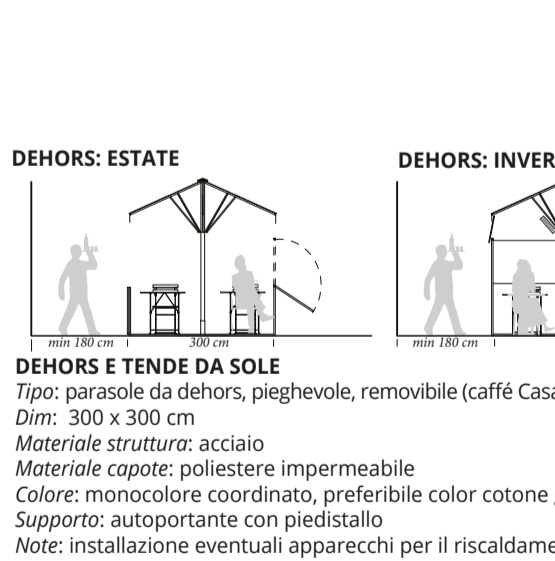 DEHORS: ESTATE
DEHORS: INVER
min 180 cm
300 cm
min 180 cm
DEHORS E TENDE DA SOLE
Tipo: parasole da dehors, pieghevole, removibile (caffé Casa
Dim: 300 x 300 cm
Materiale struttura: acciaio
Materiale capote: poliestere impermeabile
Colore: monocolore coordinato, preferibile color cotone
Supporto: autoportante con piedistallo
Note: installazione eventuali apparecchi per il riscaldame